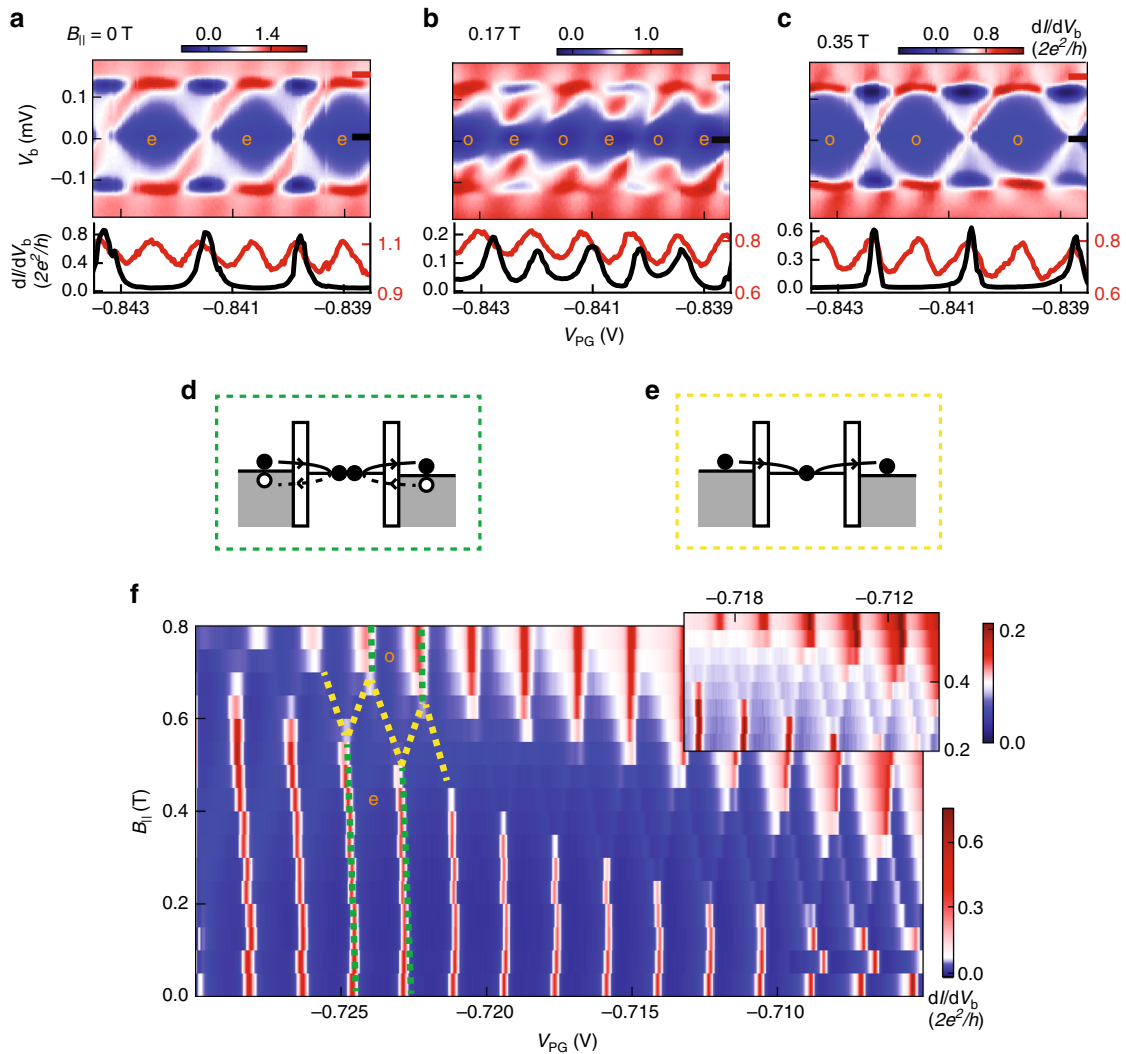 a
B|| = 0 T
0.0 1.4
b
0.17 T
0.0 1.0
c
0.35 T
0.0 0.8
dI/dVb
(2e²/h)
Vb (mV)
0.1
0.0
−0.1
e e e
o e o e o e
o o o
dI/dVb
(2e²/h)
0.8
0.4
0.0
1.1
0.9
0.2
0.1
0.0
0.8
0.6
0.6
0.3
0.0
0.8
0.6
−0.843 −0.841 −0.839
−0.843 −0.841 −0.839
−0.843 −0.841 −0.839
VPG (V)
d
e
f
−0.718 −0.712
0.4
0.2
0.2
0.0
B|| (T)
0.8
0.6
0.4
0.2
0.0
o
e
0.6
0.3
0.0
dI/dVb
(2e²/h)
−0.725 −0.720 −0.715 −0.710
VPG (V)